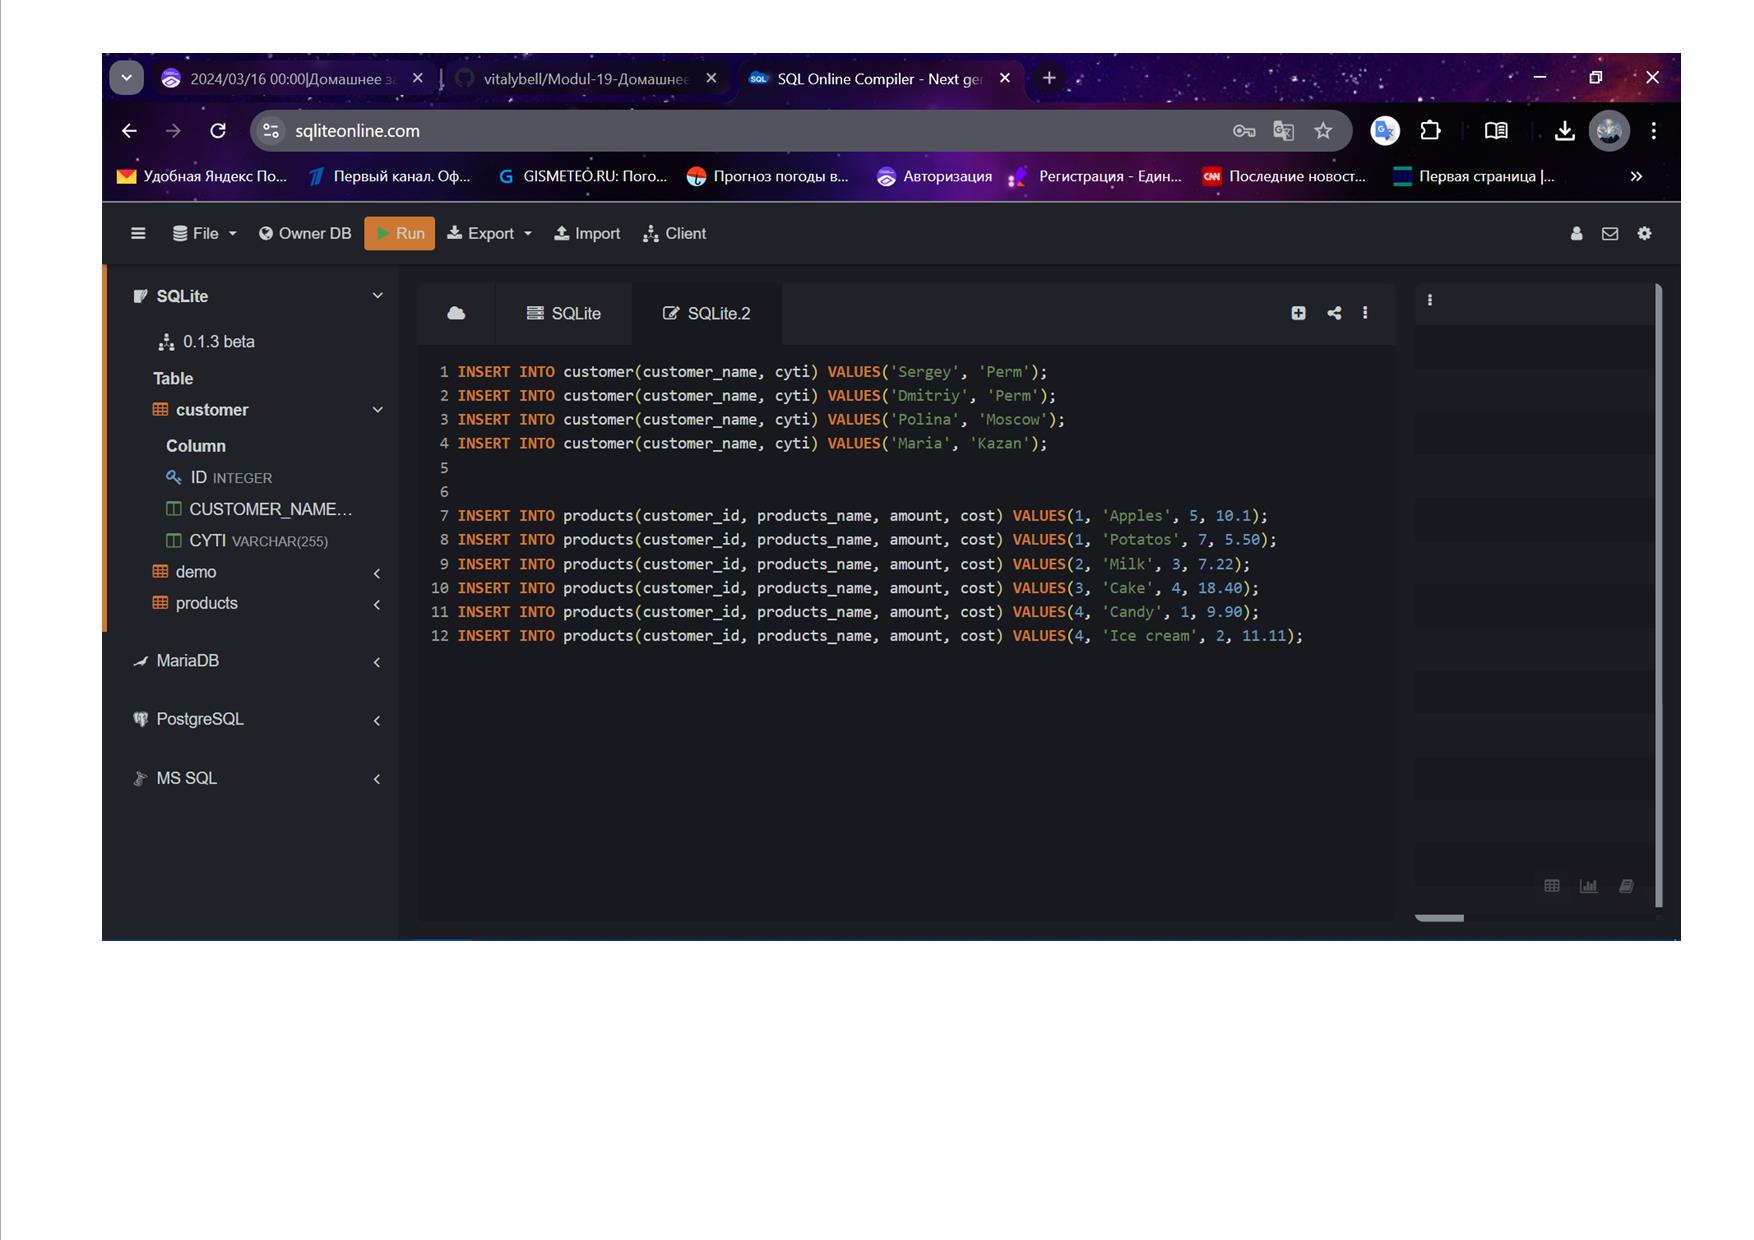 2024/03/16 00:00|Домашнее за
vitalybell/Modul-19-Домашнее
SQL Online Compiler - Next gen
sqliteonline.com
Удобная Яндекс По...
Первый канал. Оф...
GISMETEO.RU: Пого...
Прогноз погоды в...
Авторизация
Регистрация - Един...
CNN
Последние новост...
Первая страница |...
File
Owner DB
Run
Export
Import
Client
SQLite
0.1.3 beta
Table
customer
Column
ID INTEGER
CUSTOMER_NAME...
CYTI VARCHAR(255)
demo
products
MariaDB
PostgreSQL
MS SQL
SQLite
SQLite.2
1 INSERT INTO customer(customer_name, cyti) VALUES('Sergey', 'Perm');
2 INSERT INTO customer(customer_name, cyti) VALUES('Dmitriy', 'Perm');
3 INSERT INTO customer(customer_name, cyti) VALUES('Polina', 'Moscow');
4 INSERT INTO customer(customer_name, cyti) VALUES('Maria', 'Kazan');
5
6
7 INSERT INTO products(customer_id, products_name, amount, cost) VALUES(1, 'Apples', 5, 10.1);
8 INSERT INTO products(customer_id, products_name, amount, cost) VALUES(1, 'Potatos', 7, 5.50);
9 INSERT INTO products(customer_id, products_name, amount, cost) VALUES(2, 'Milk', 3, 7.22);
10 INSERT INTO products(customer_id, products_name, amount, cost) VALUES(3, 'Cake', 4, 18.40);
11 INSERT INTO products(customer_id, products_name, amount, cost) VALUES(4, 'Candy', 1, 9.90);
12 INSERT INTO products(customer_id, products_name, amount, cost) VALUES(4, 'Ice cream', 2, 11.11);